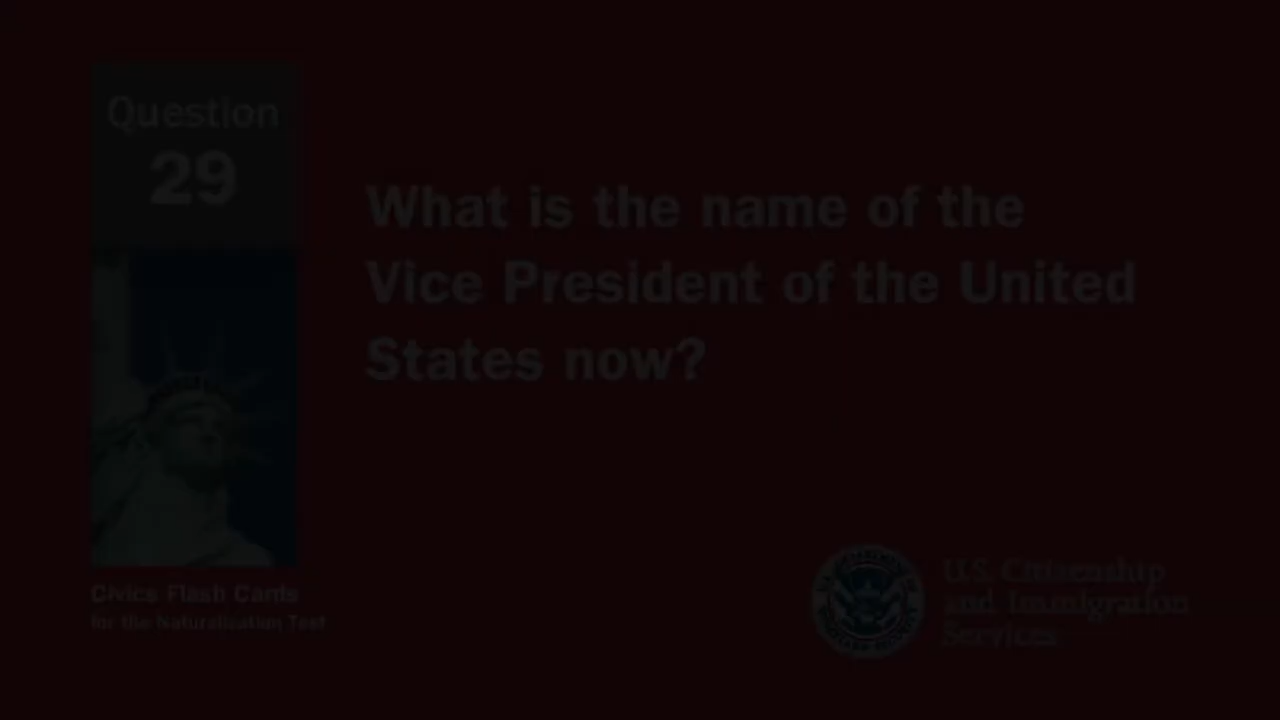 Question
29
What is the name of the
Vice President of the United
States now?
Civics Flash Cards
for the Naturalization Test
U.S. Citizenship
and Immigration
Services